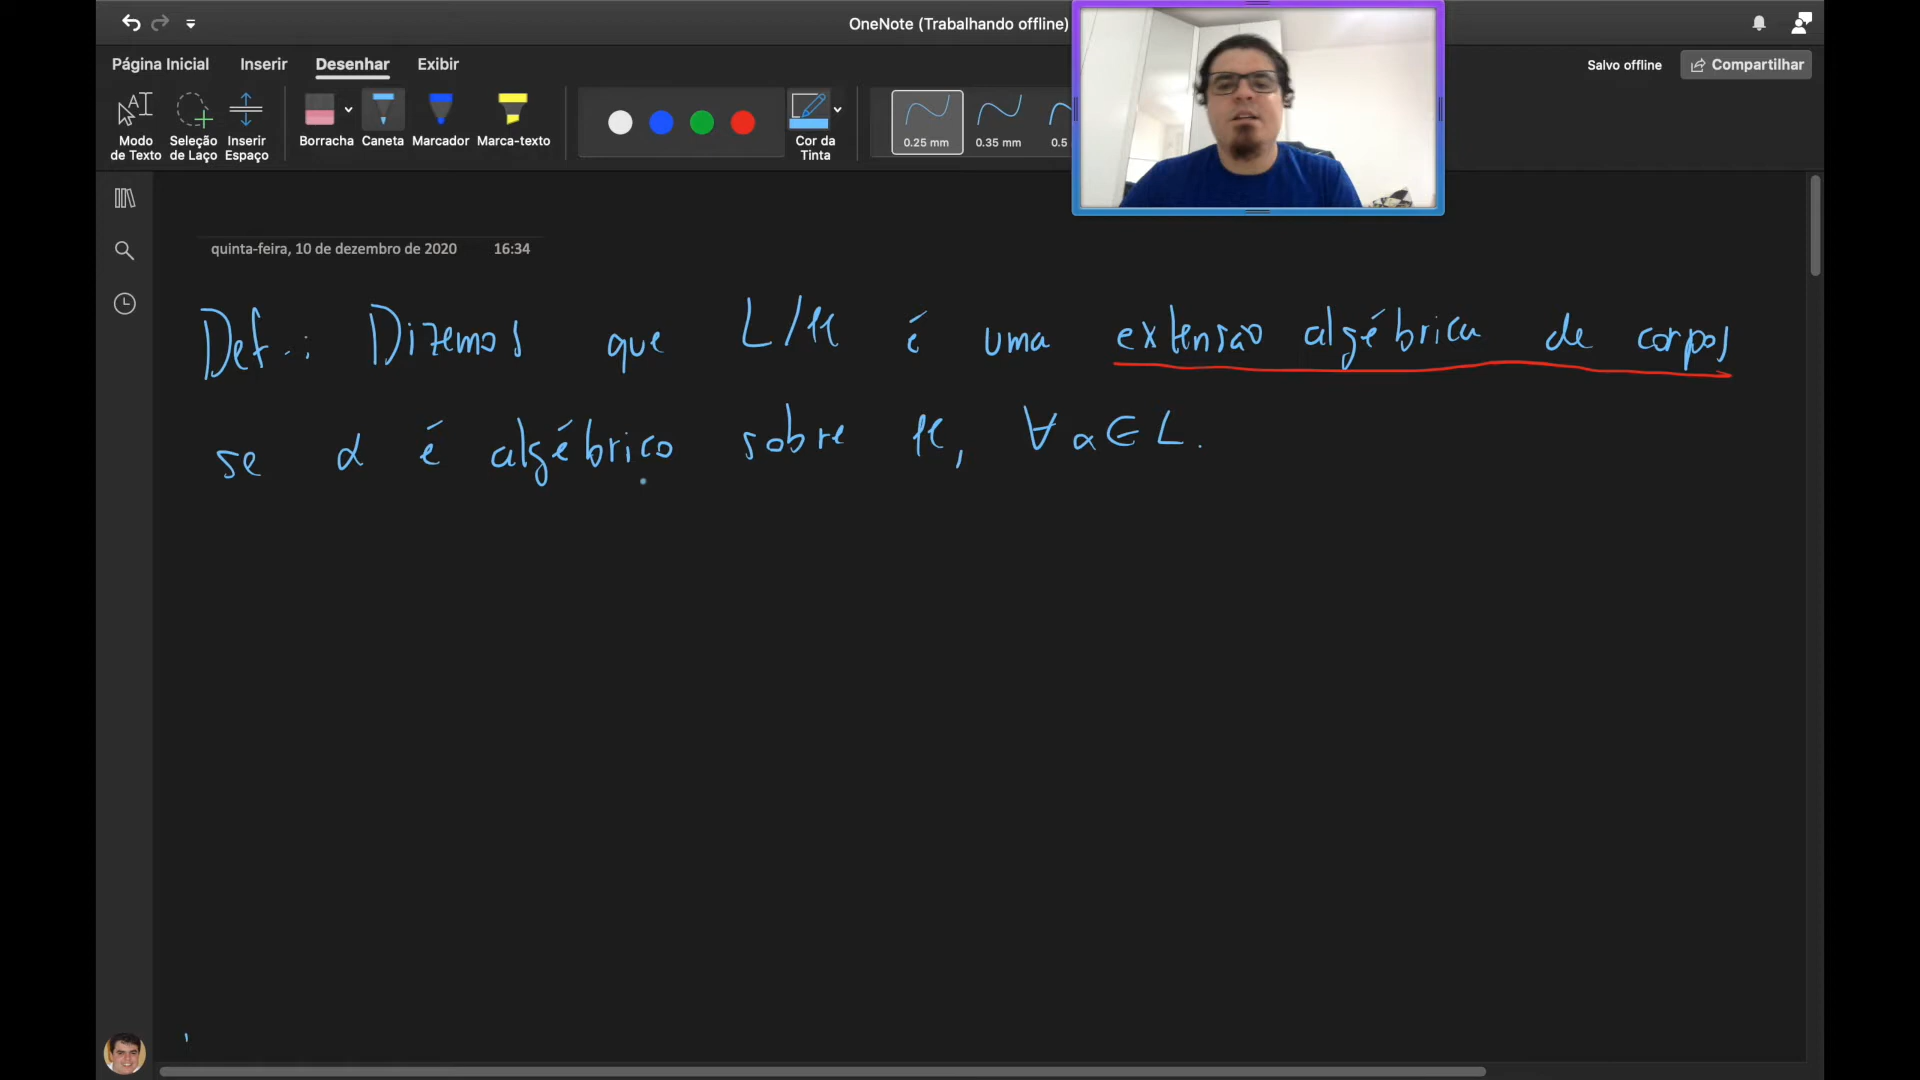 OneNote (Trabalhando offline)
Página Inicial Inserir Desenhar Exibir Salvo offline Compartilhar
Modo de Texto Seleção de Laço Inserir Espaço Borracha Caneta Marcador Marca-texto Cor da Tinta 0.25 mm 0.35 mm 0.5
quinta-feira, 10 de dezembro de 2020 16:34
Def.: Dizemos que L/K é uma extensão algébrica de corpos
se α é algébrico sobre K, ∀ α ∈ L.